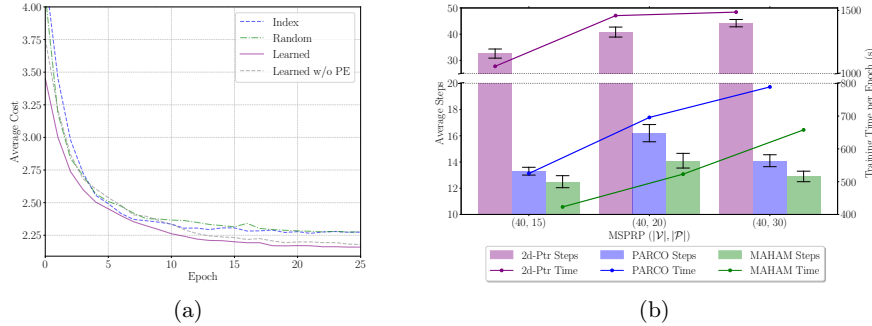 4.00
3.75
3.50
3.25
3.00
2.75
2.50
2.25
Average Cost
0
5
10
15
20
25
Epoch
Index
Random
Learned
Learned w/o PE
(a)
50
40
30
20
18
16
14
12
10
Average Steps
1500
1000
800
700
600
500
400
Training Time per Epoch (s)
(40, 15)
(40, 20)
(40, 30)
MSPRP (|V|, |P|)
2d-Ptr Steps
PARCO Steps
MAHAM Steps
2d-Ptr Time
PARCO Time
MAHAM Time
(b)